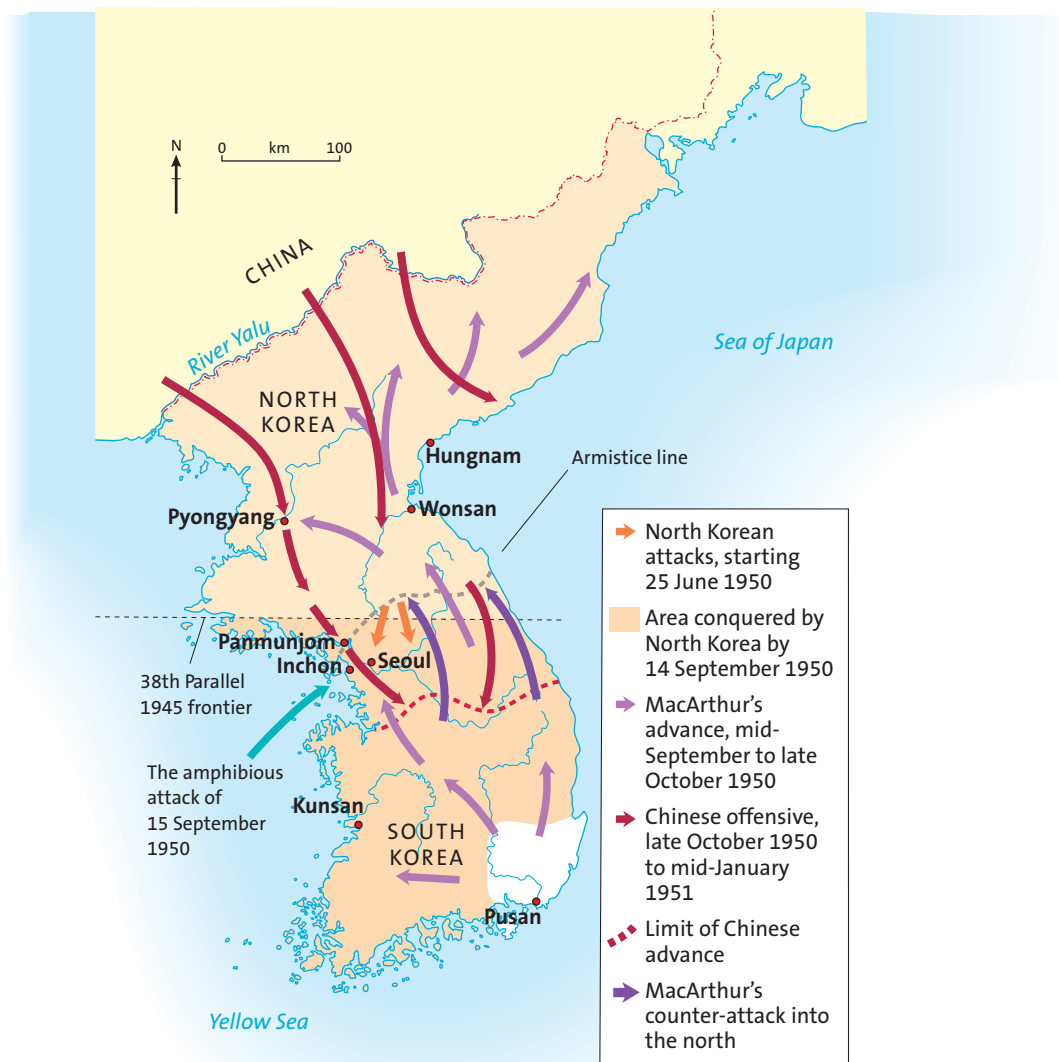 N
0 km 100
CHINA
River Yalu
Sea of Japan
NORTH
KOREA
Hungnam
Armistice line
Wonsan
Pyongyang
Panmunjom
Inchon
Seoul
38th Parallel
1945 frontier
The amphibious
attack of
15 September
1950
Kunsan
SOUTH
KOREA
Pusan
Yellow Sea
North Korean
attacks, starting
25 June 1950
Area conquered by
North Korea by
14 September 1950
MacArthur's
advance, mid-
September to late
October 1950
Chinese offensive,
late October 1950
to mid-January
1951
Limit of Chinese
advance
MacArthur's
counter-attack into
the north